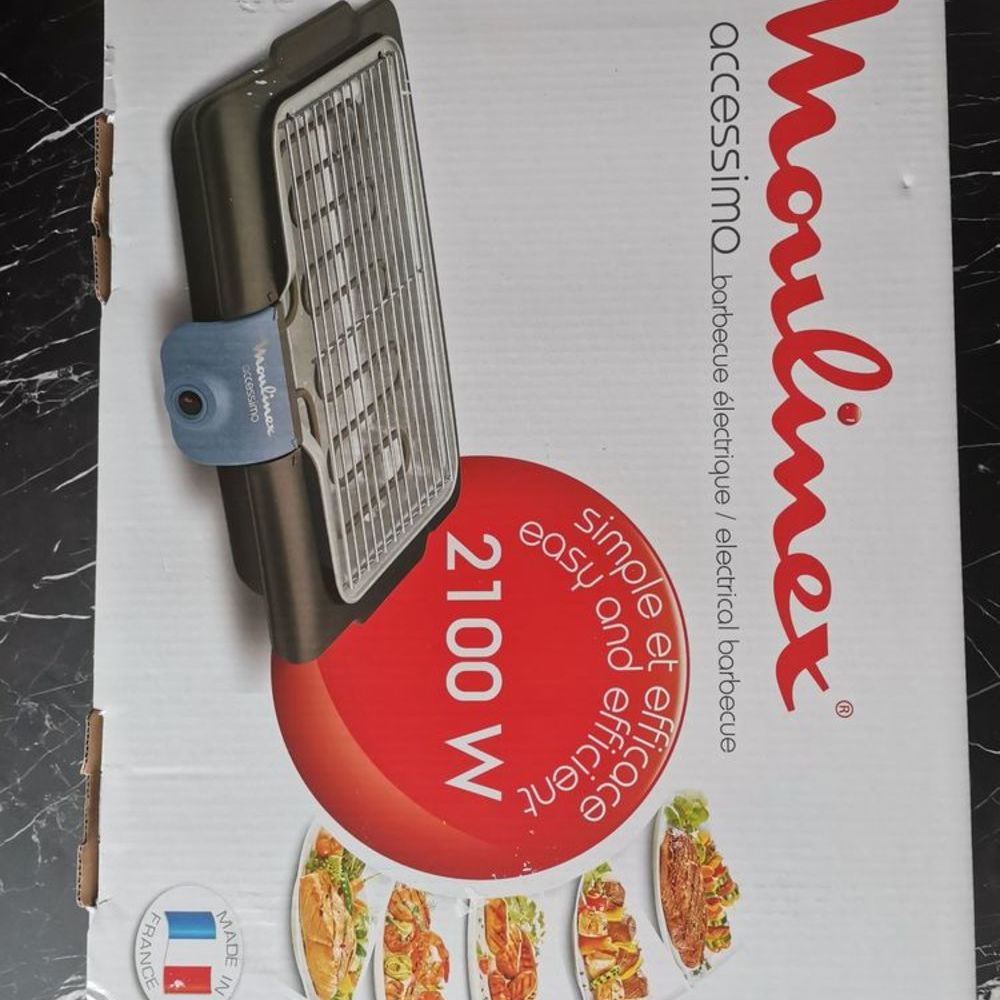 Moulinex®
accessimo_barbecue électrique / electrical barbecue
Moulinex
accessimo
simple et efficace
easy and efficient
2100 W
MADE IN
FRANCE